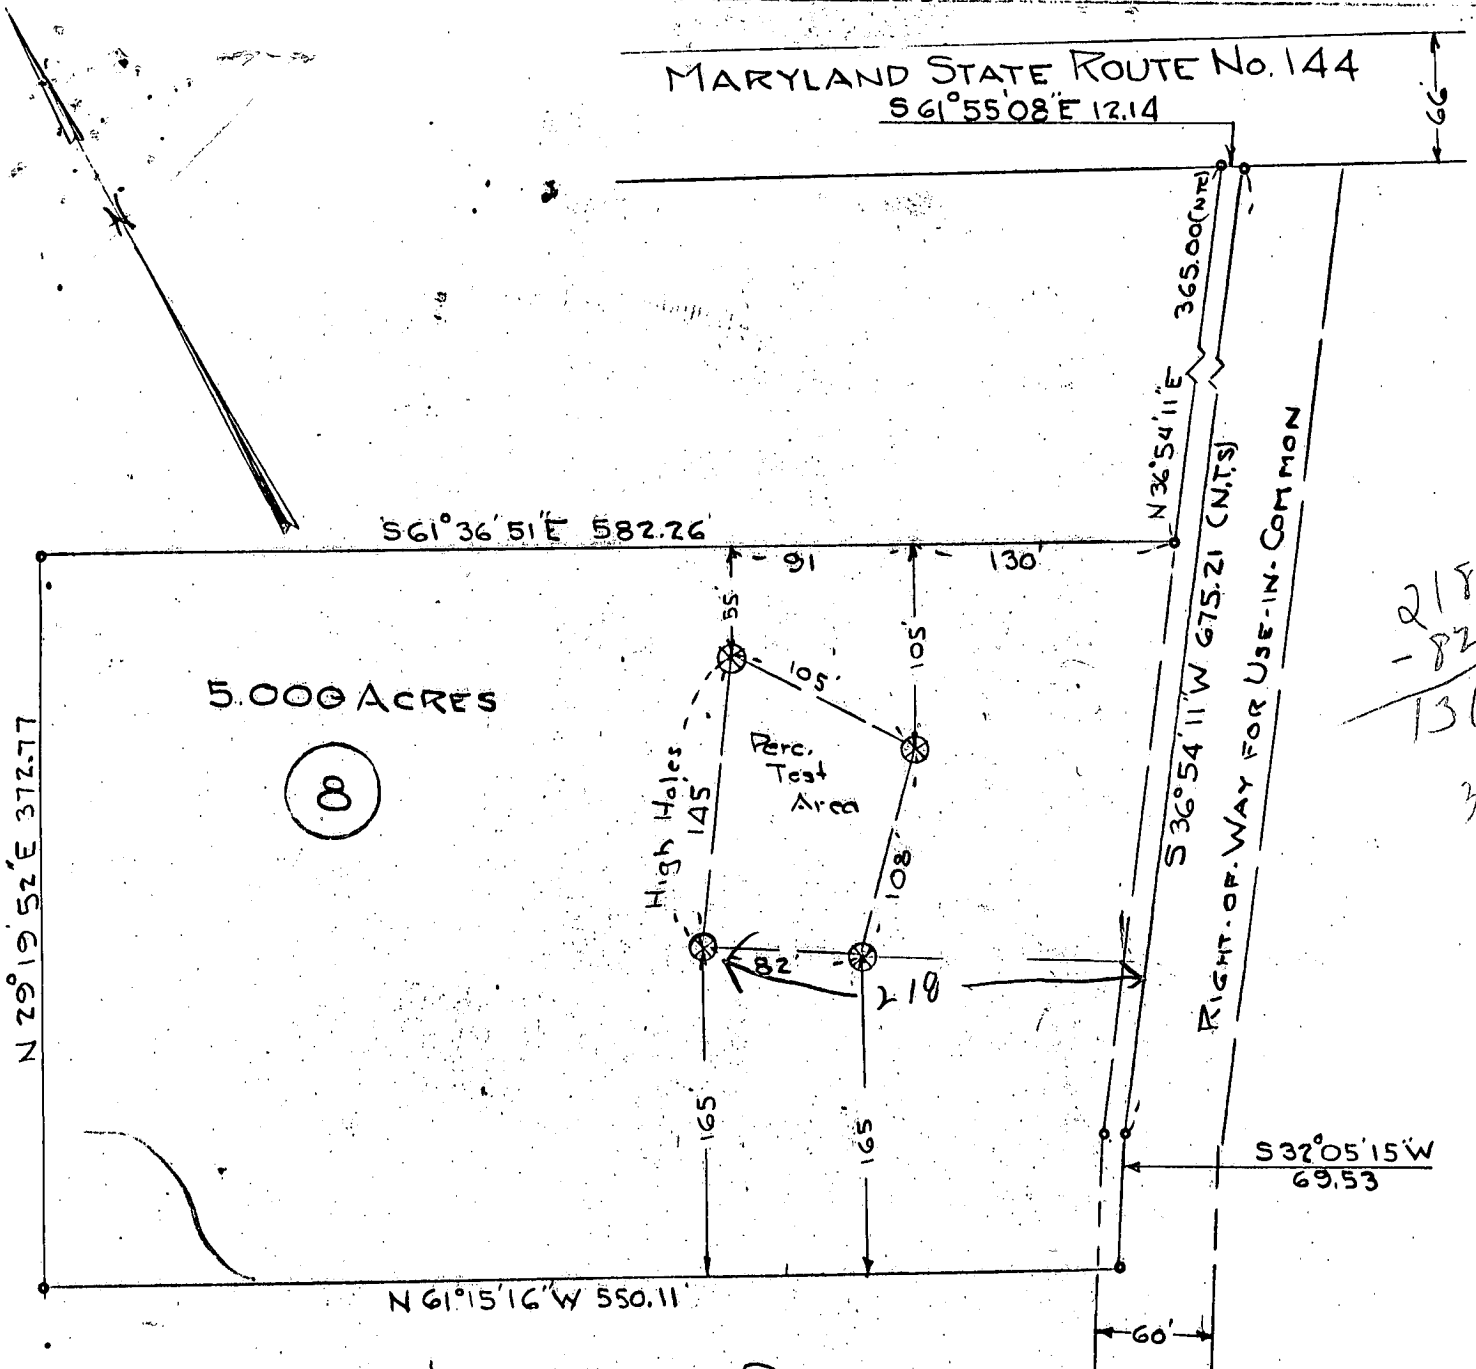 MARYLAND STATE ROUTE No. 144
S 61° 55' 08" E 12.14
66'
365.00 (NTS)
N 36° 54' 11" E
S 36° 54' 11" W 675.21 (N.T.S)
RIGHT-OF-WAY FOR USE-IN-COMMON
S 61° 36' 51" E 582.26
91
130'
55'
105'
105'
218
-82
5.000 ACRES
8
Perc.
Test
Area
High Holes
145'
108'
N 29° 19' 52" E 372.77
82'
218
165'
165'
S 32° 05' 15" W
69.53
N 61° 15' 16" W 550.11'
60'